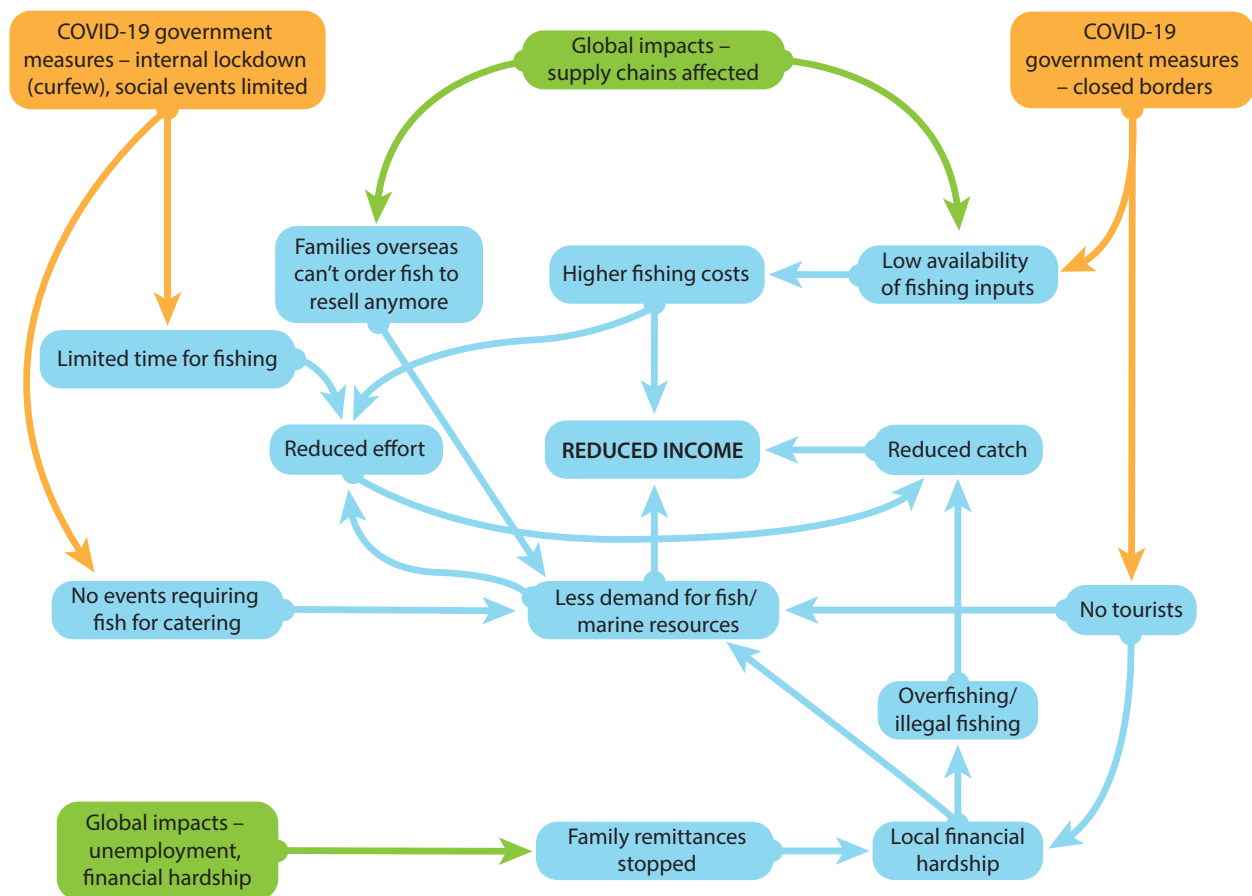 COVID-19 government
measures – internal lockdown
(curfew), social events limited
Global impacts –
supply chains affected
COVID-19
government measures
– closed borders
Families overseas
can’t order fish to
resell anymore
Higher fishing costs
Low availability
of fishing inputs
Limited time for fishing
Reduced effort
REDUCED INCOME
Reduced catch
No events requiring
fish for catering
Less demand for fish/
marine resources
No tourists
Overfishing/
illegal fishing
Global impacts –
unemployment,
financial hardship
Family remittances
stopped
Local financial
hardship